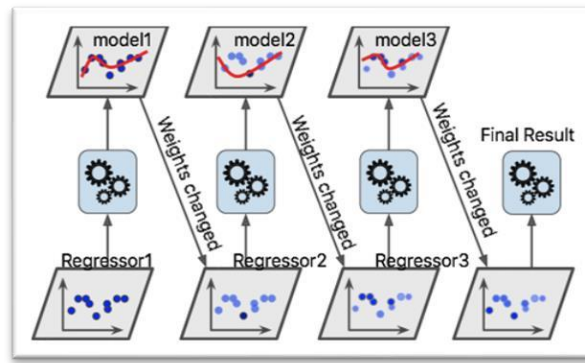 model1
model2
model3
Weights changed
Weights changed
Weights changed
Final Result
Regressor1
Regressor2
Regressor3